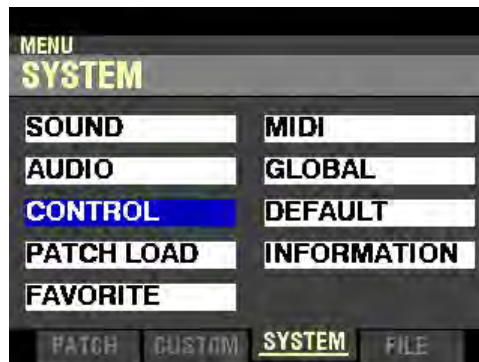 MENU
SYSTEM
SOUND
MIDI
AUDIO
GLOBAL
CONTROL
DEFAULT
PATCH LOAD
INFORMATION
FAVORITE
PATCH CUSTOM SYSTEM FILE